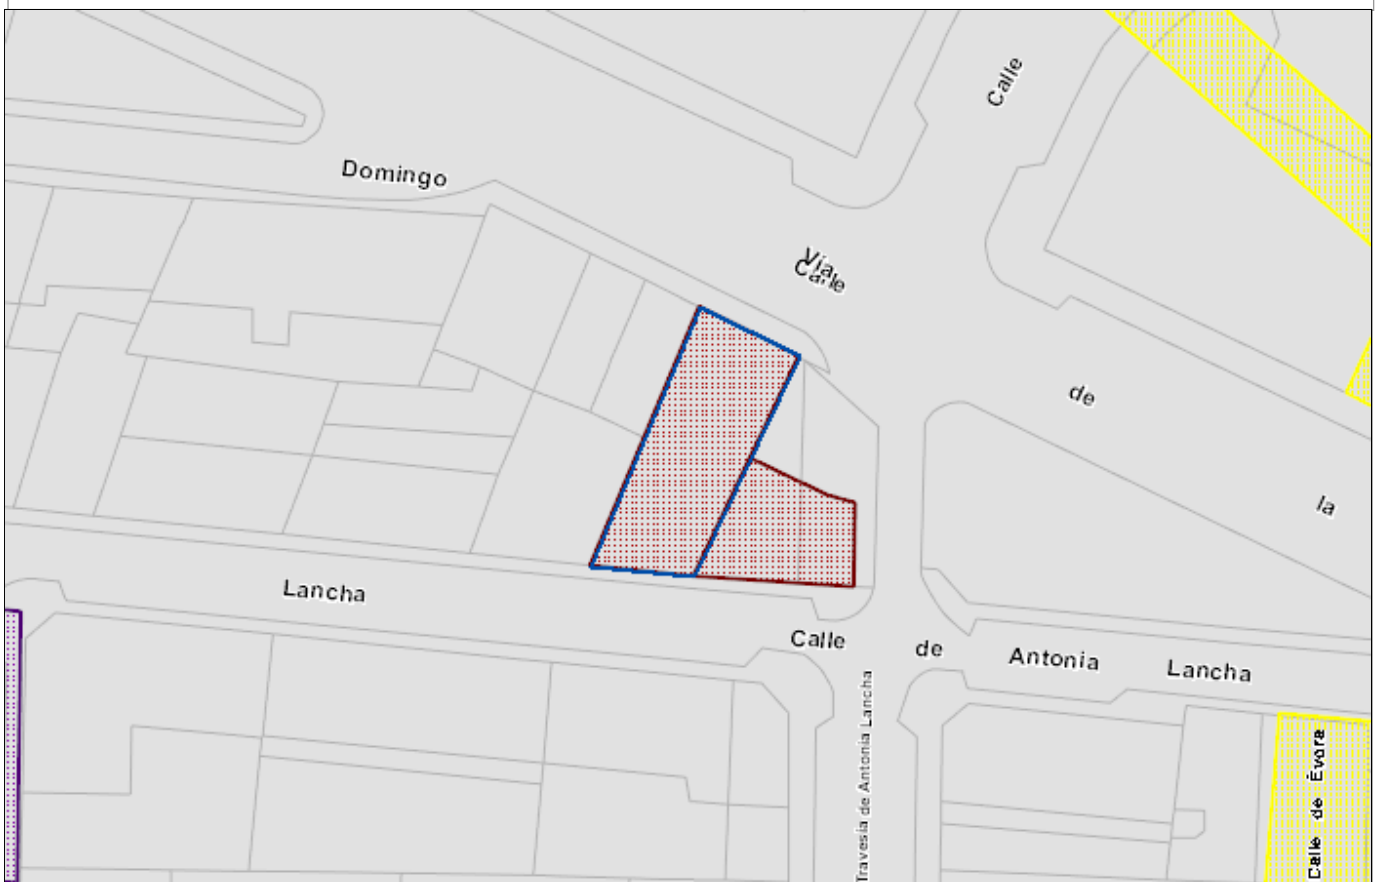 Calle
Domingo
Vía
Calle
de
la
Lancha
Calle de Antonia Lancha
Travesía de Antonia Lancha
Calle de Évora